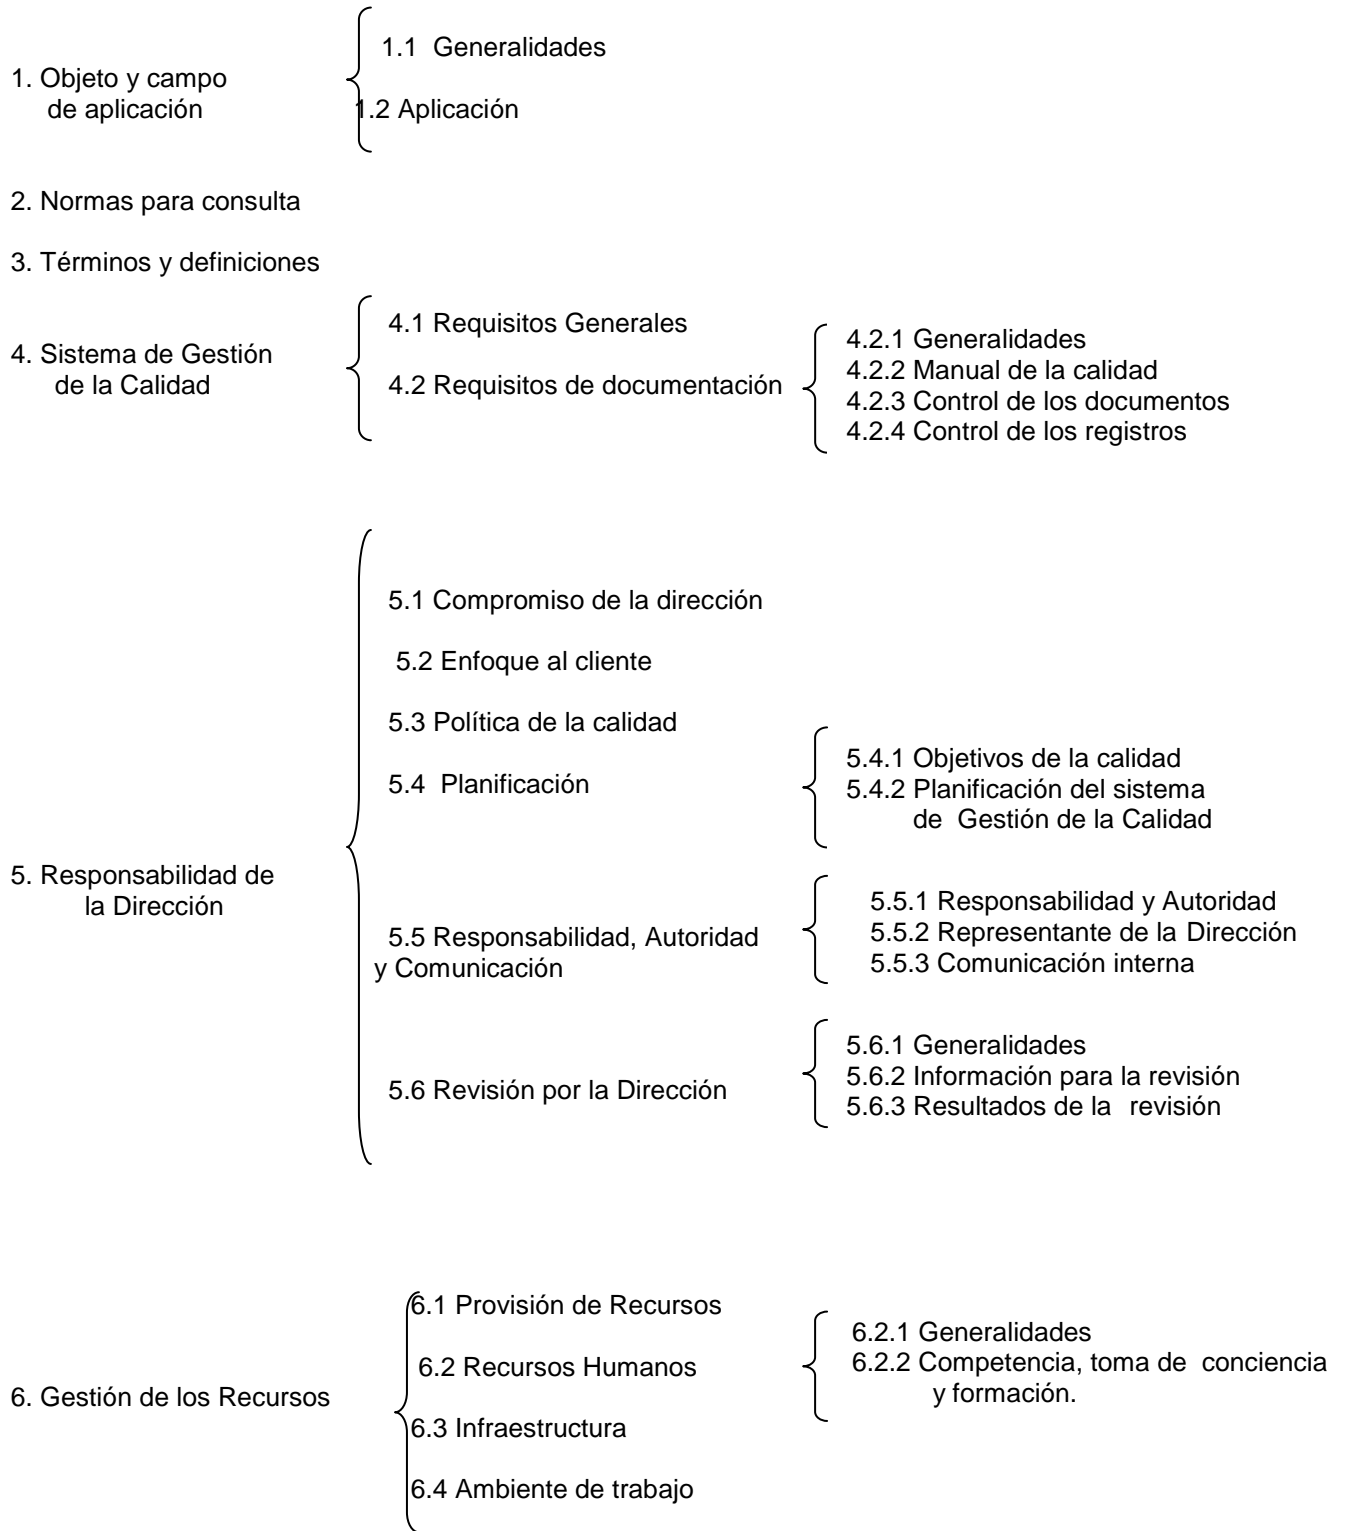 1. Objeto y campo
de aplicación
1.1 Generalidades
1.2 Aplicación
2. Normas para consulta
3. Términos y definiciones
4. Sistema de Gestión
de la Calidad
4.1 Requisitos Generales
4.2 Requisitos de documentación
4.2.1 Generalidades
4.2.2 Manual de la calidad
4.2.3 Control de los documentos
4.2.4 Control de los registros
5. Responsabilidad de
la Dirección
5.1 Compromiso de la dirección
5.2 Enfoque al cliente
5.3 Política de la calidad
5.4 Planificación
5.4.1 Objetivos de la calidad
5.4.2 Planificación del sistema
de Gestión de la Calidad
5.5 Responsabilidad, Autoridad
y Comunicación
5.5.1 Responsabilidad y Autoridad
5.5.2 Representante de la Dirección
5.5.3 Comunicación interna
5.6 Revisión por la Dirección
5.6.1 Generalidades
5.6.2 Información para la revisión
5.6.3 Resultados de la revisión
6. Gestión de los Recursos
6.1 Provisión de Recursos
6.2 Recursos Humanos
6.2.1 Generalidades
6.2.2 Competencia, toma de conciencia
y formación.
6.3 Infraestructura
6.4 Ambiente de trabajo